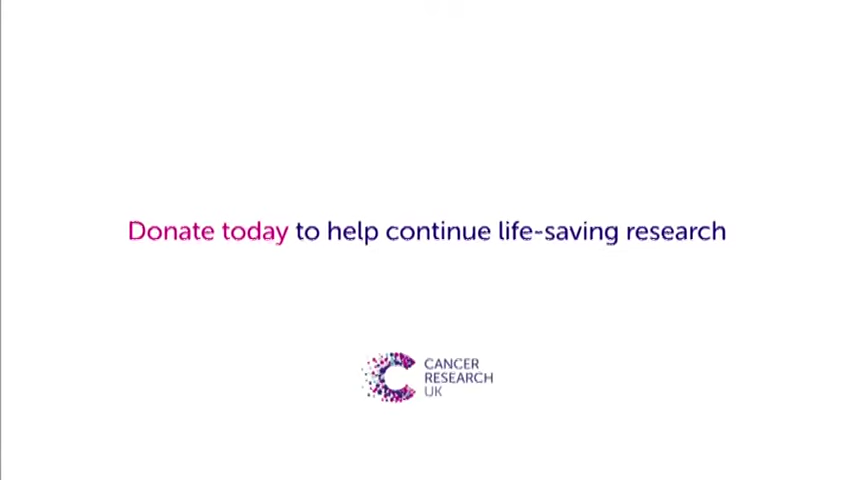 Donate today to help continue life-saving research
CANCER
RESEARCH
UK